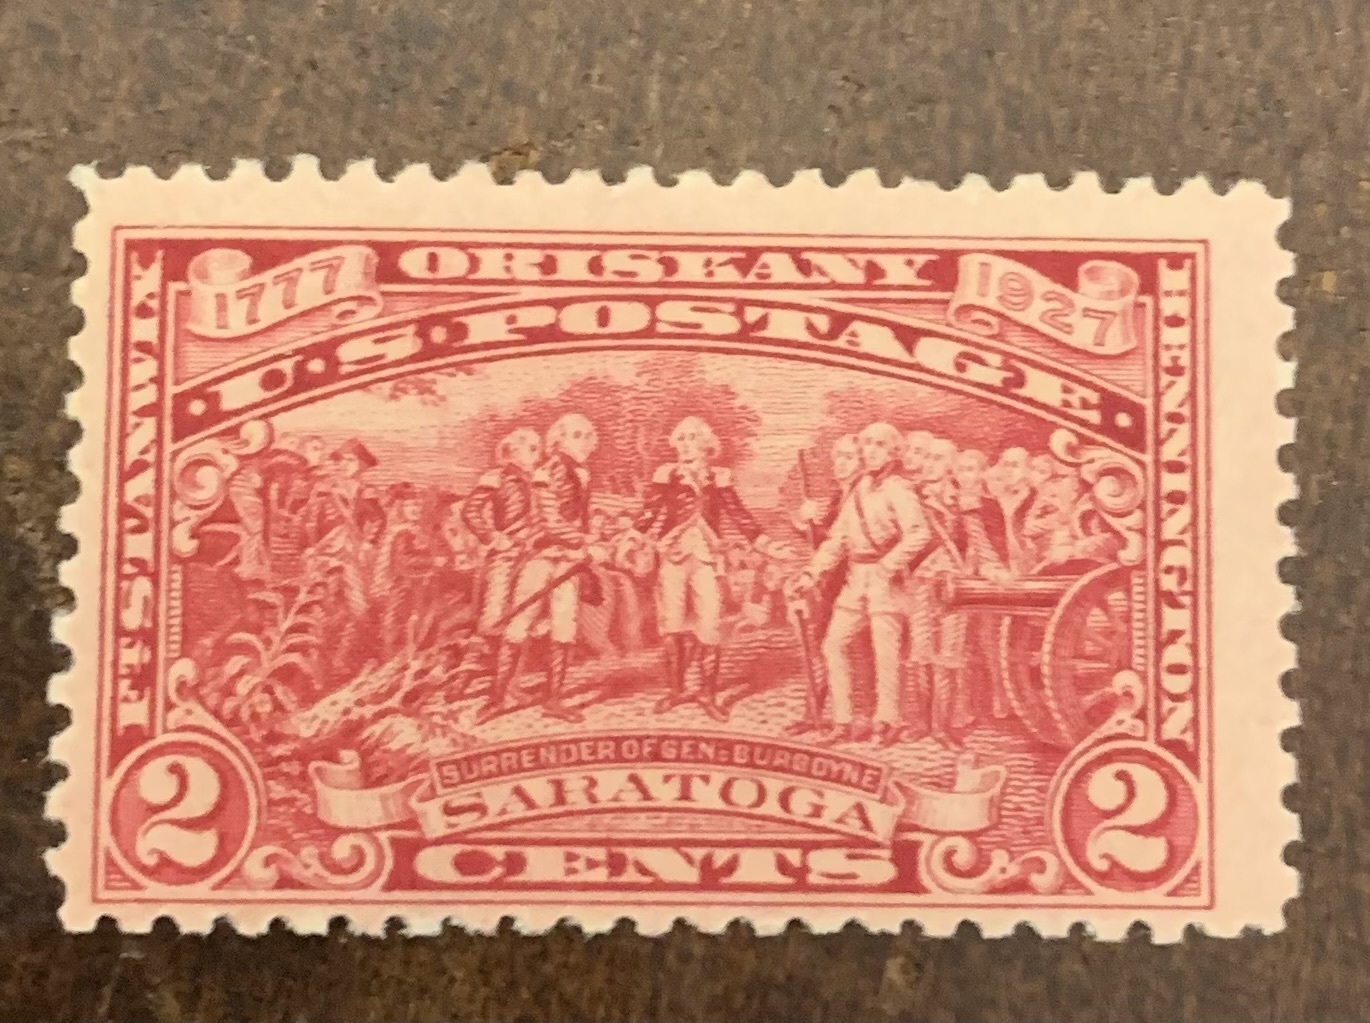 1777
ORISKANY
1927
U·S·POSTAGE·
FT STANWIX
BENNINGTON
SURRENDER OF GEN. BURGOYNE
SARATOGA
2
CENTS
2